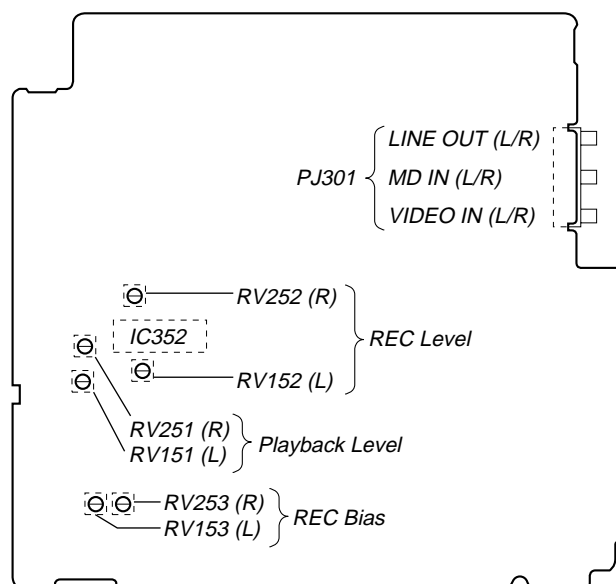 LINE OUT (L/R)
PJ301 MD IN (L/R)
VIDEO IN (L/R)
RV252 (R)
IC352
REC Level
RV152 (L)
RV251 (R)
RV151 (L)
Playback Level
RV253 (R)
RV153 (L)
REC Bias